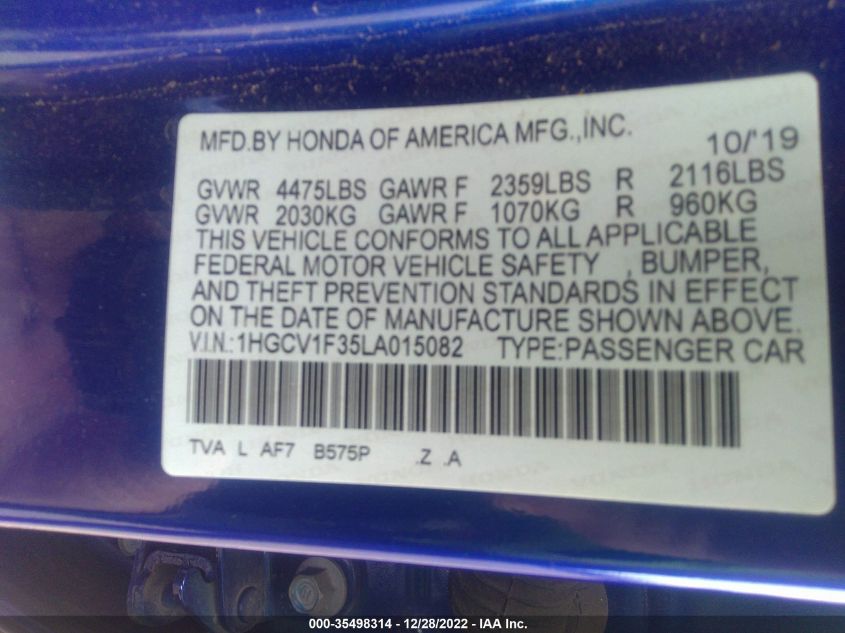 MFD.BY HONDA OF AMERICA MFG.,INC. 10/'19
GVWR 4475LBS GAWR F 2359LBS R 2116LBS
GVWR 2030KG GAWR F 1070KG R 960KG
THIS VEHICLE CONFORMS TO ALL APPLICABLE
FEDERAL MOTOR VEHICLE SAFETY , BUMPER,
AND THEFT PREVENTION STANDARDS IN EFFECT
ON THE DATE OF MANUFACTURE SHOWN ABOVE.
V.I.N.:1HGCV1F35LA015082 TYPE:PASSENGER CAR
TVA L AF7 B575P .Z .A
000-35498314 - 12/28/2022 - IAA Inc.